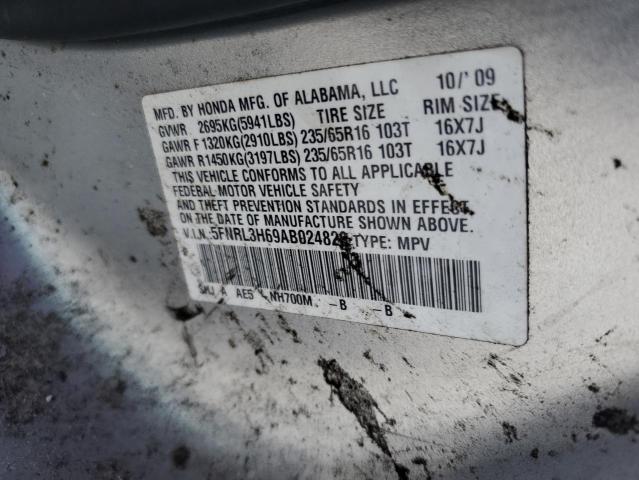 MFD. BY HONDA MFG. OF ALABAMA, LLC 10/'09
GVWR 2695KG(5941LBS) TIRE SIZE RIM SIZE
GAWR F 1320KG(2910LBS) 235/65R16 103T 16X7J
GAWR R1450KG(3197LBS) 235/65R16 103T 16X7J
THIS VEHICLE CONFORMS TO ALL APPLICABLE
FEDERAL MOTOR VEHICLE SAFETY
AND THEFT PREVENTION STANDARDS IN EFFECT
ON THE DATE OF MANUFACTURE SHOWN ABOVE.
V.I.N.: TYPE: MPV
A AE5 NH700M -B -B